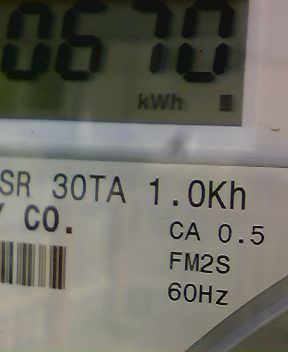 0670
kWh
SR 30TA 1.0Kh
Y CO.
CA 0.5
FM2S
60Hz